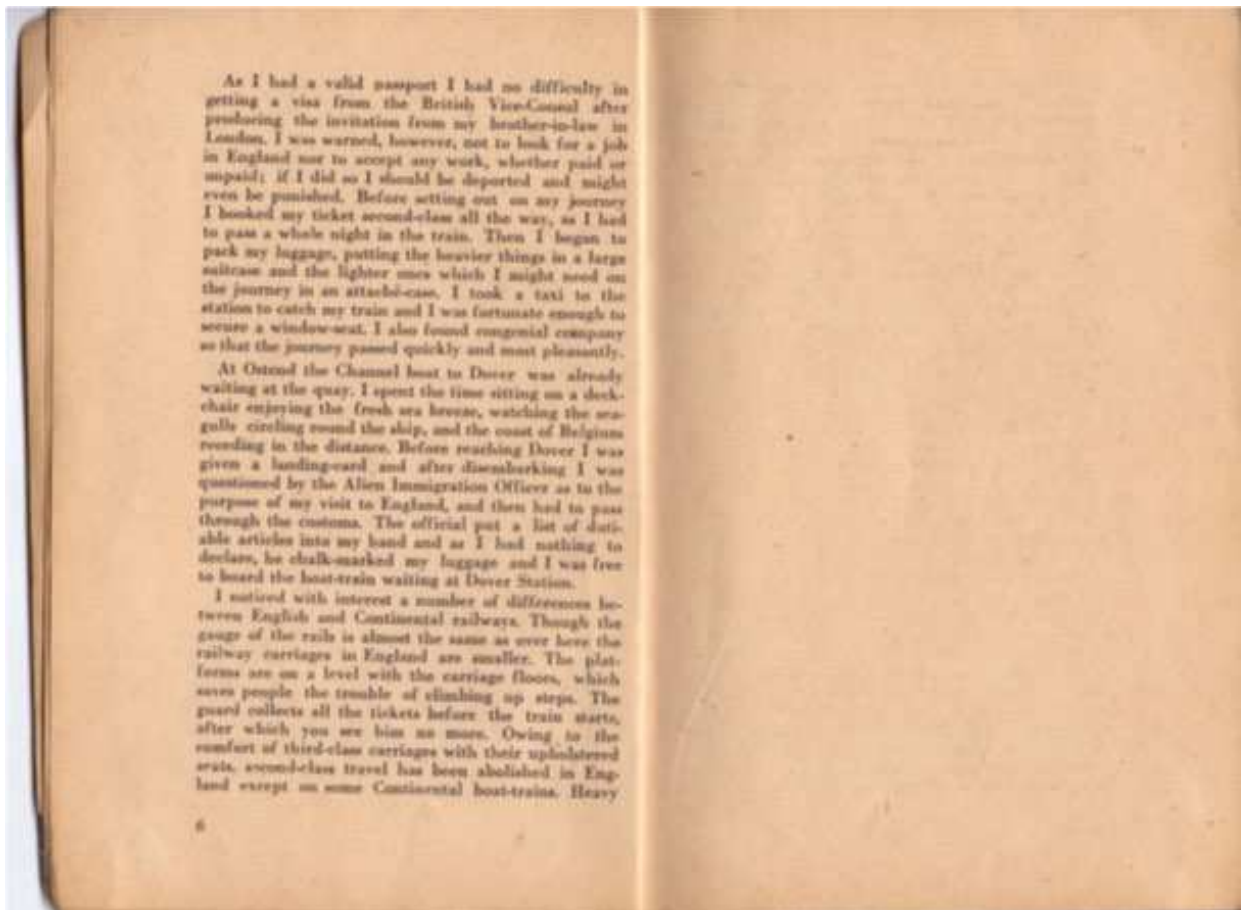 As I had a valid passport I had no difficulty in
getting a visa from the British Vice-Consul after
producing the invitation from my brother-in-law in
London. I was warned, however, not to look for a job
in England nor to accept any work, whether paid or
unpaid; if I did so I should be deported and might
even be punished. Before setting out on my journey
I booked my ticket second-class all the way, as I had
to pass a whole night in the train. Then I began to
pack my luggage, putting the heavier things in a large
suitcase and the lighter ones which I might need on
the journey in an attaché-case. I took a taxi to the
station to catch my train and I was fortunate enough to
secure a window-seat. I also found congenial company
so that the journey passed quickly and most pleasantly.
At Ostend the Channel boat to Dover was already
waiting at the quay. I spent the time sitting on a deck-
chair enjoying the fresh sea breeze, watching the sea-
gulls circling round the ship, and the coast of Belgium
receding in the distance. Before reaching Dover I was
given a landing-card and after disembarking I was
questioned by the Alien Immigration Officer as to the
purpose of my visit to England, and then had to pass
through the customs. The official put a list of duti-
able articles into my hand and as I had nothing to
declare, he chalk-marked my luggage and I was free
to board the boat-train waiting at Dover Station.
I noticed with interest a number of differences be-
tween English and Continental railways. Though the
gauge of the rails is almost the same as over here the
railway carriages in England are smaller. The plat-
forms are on a level with the carriage floors, which
saves people the trouble of climbing up steps. The
guard collects all the tickets before the train starts,
after which you see him no more. Owing to the
comfort of third-class carriages with their upholstered
seats, second-class travel has been abolished in Eng-
land except on some Continental boat-trains. Heavy
6